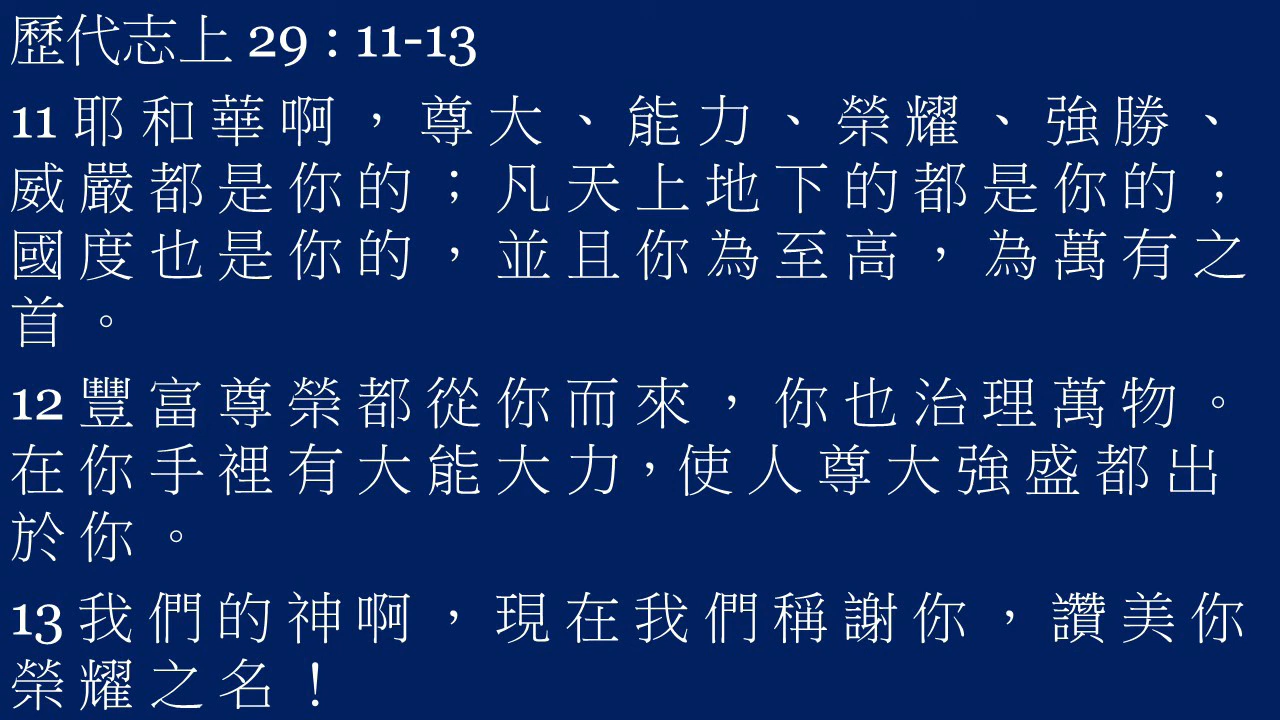 歷代志上 29 : 11-13
11 耶和華啊，尊大、能力、榮耀、強勝、
威嚴都是你的；凡天上地下的都是你的；
國度也是你的，並且你為至高，為萬有之
首。
12 豐富尊榮都從你而來，你也治理萬物。
在你手裡有大能大力，使人尊大強盛都出
於你。
13 我們的神啊，現在我們稱謝你，讚美你
榮耀之名！